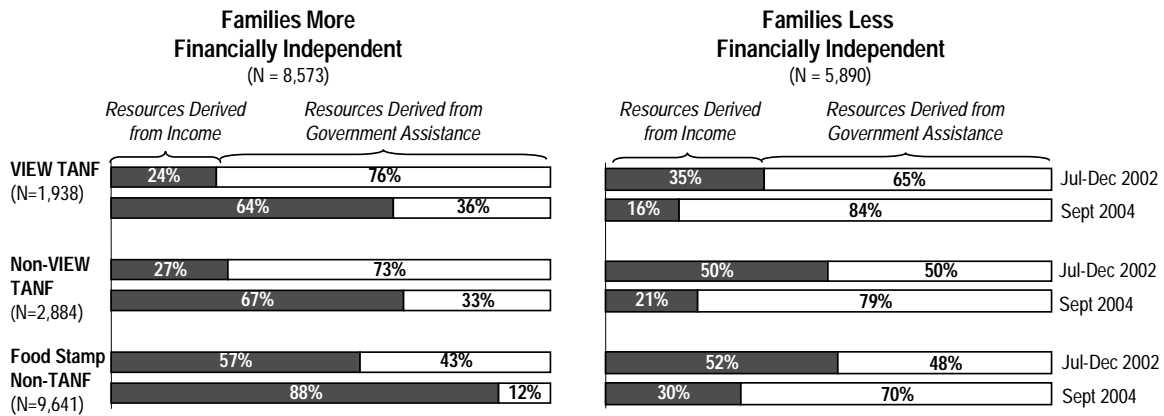 Families More
Financially Independent
(N = 8,573)
Families Less
Financially Independent
(N = 5,890)
Resources Derived
from Income
Resources Derived from
Government Assistance
Resources Derived
from Income
Resources Derived from
Government Assistance
VIEW TANF
(N=1,938)
24% 76% 35% 65% Jul-Dec 2002
64% 36% 16% 84% Sept 2004
Non-VIEW
TANF
(N=2,884)
27% 73% 50% 50% Jul-Dec 2002
67% 33% 21% 79% Sept 2004
Food Stamp
Non-TANF
(N=9,641)
57% 43% 52% 48% Jul-Dec 2002
88% 12% 30% 70% Sept 2004